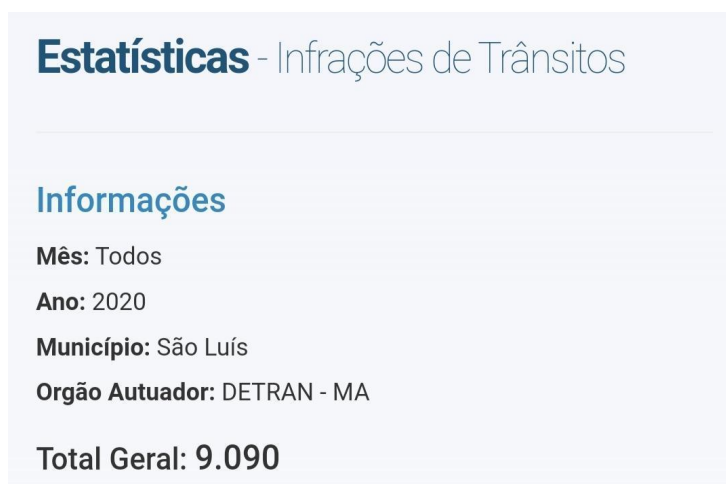 Estatísticas - Infrações de Trânsitos
Informações
Mês: Todos
Ano: 2020
Município: São Luís
Orgão Autuador: DETRAN - MA
Total Geral: 9.090